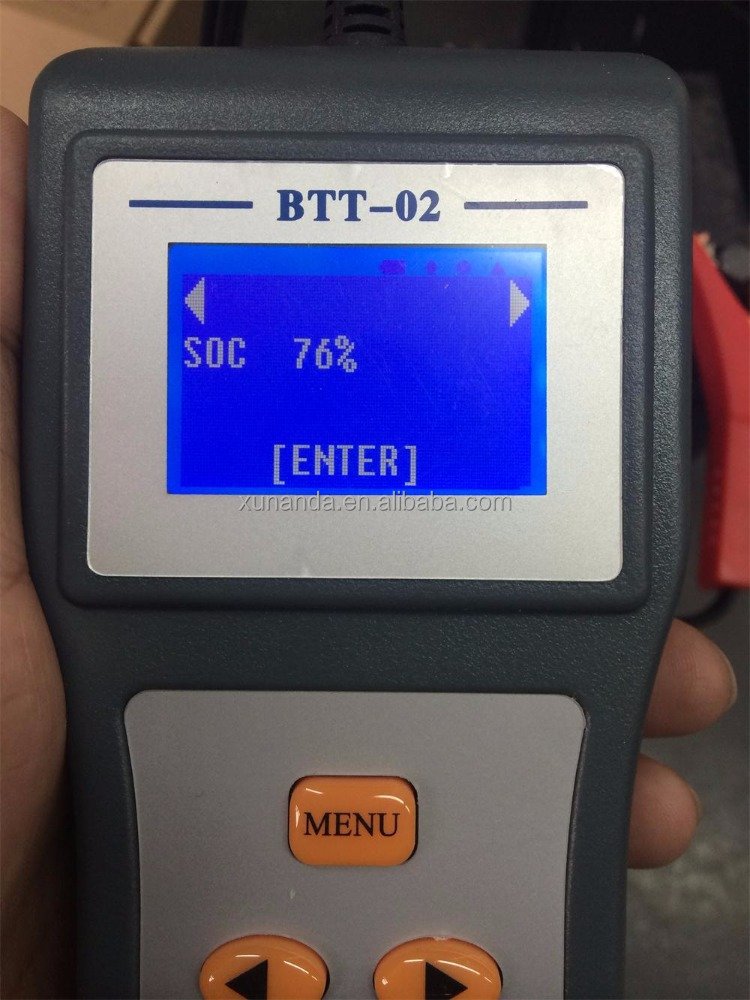 BTT-02
SOC 76%
[ENTER]
xunanda.en.alibaba.com
MENU